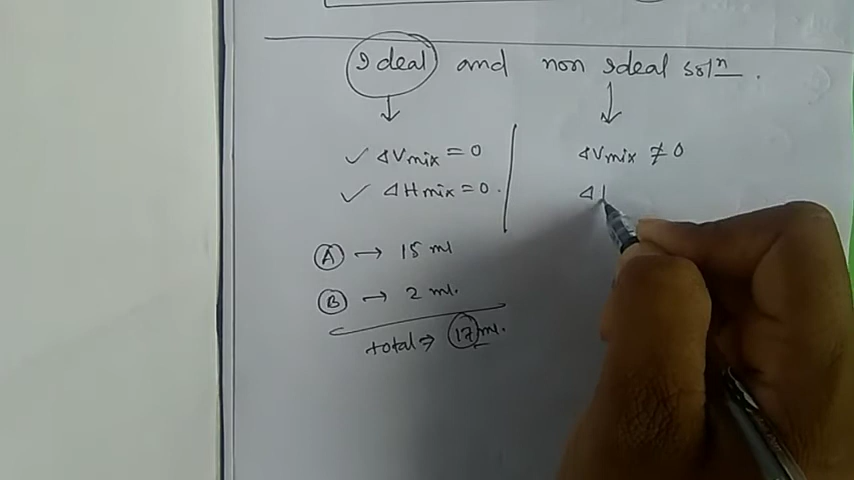 Ideal and non Ideal solⁿ.
ΔVmix = 0
ΔVmix ≠ 0
ΔHmix = 0.
Δ
A → 15 ml
B → 2 ml.
total ⇒ 17 ml.